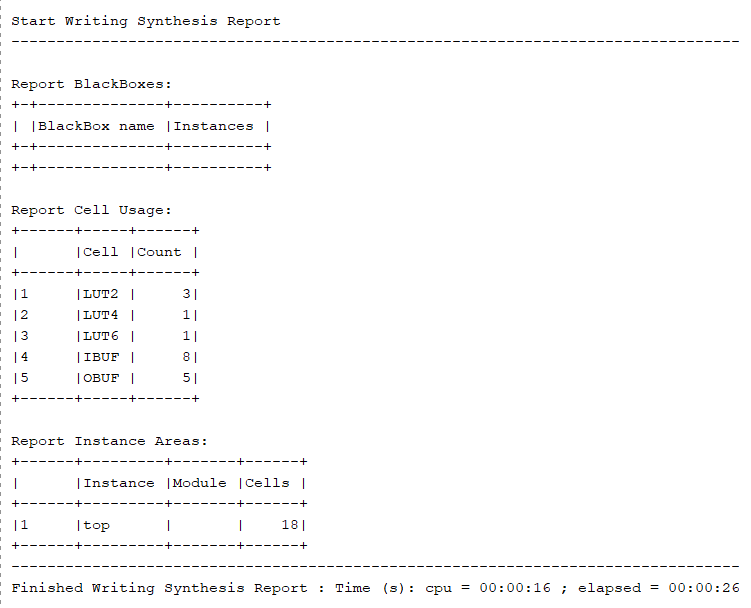 Start Writing Synthesis Report
---------------------------------------------------------------------------------
Report BlackBoxes:
+-+--------------+----------+
| |BlackBox name |Instances |
+-+--------------+----------+
+-+--------------+----------+
Report Cell Usage:
+------+-----+------+
|      |Cell |Count |
+------+-----+------+
|1     |LUT2 |     3|
|2     |LUT4 |     1|
|3     |LUT6 |     1|
|4     |IBUF |     8|
|5     |OBUF |     5|
+------+-----+------+
Report Instance Areas:
+------+---------+-------+------+
|      |Instance |Module |Cells |
+------+---------+-------+------+
|1     |top      |       |    18|
+------+---------+-------+------+
---------------------------------------------------------------------------------
Finished Writing Synthesis Report : Time (s): cpu = 00:00:16 ; elapsed = 00:00:26